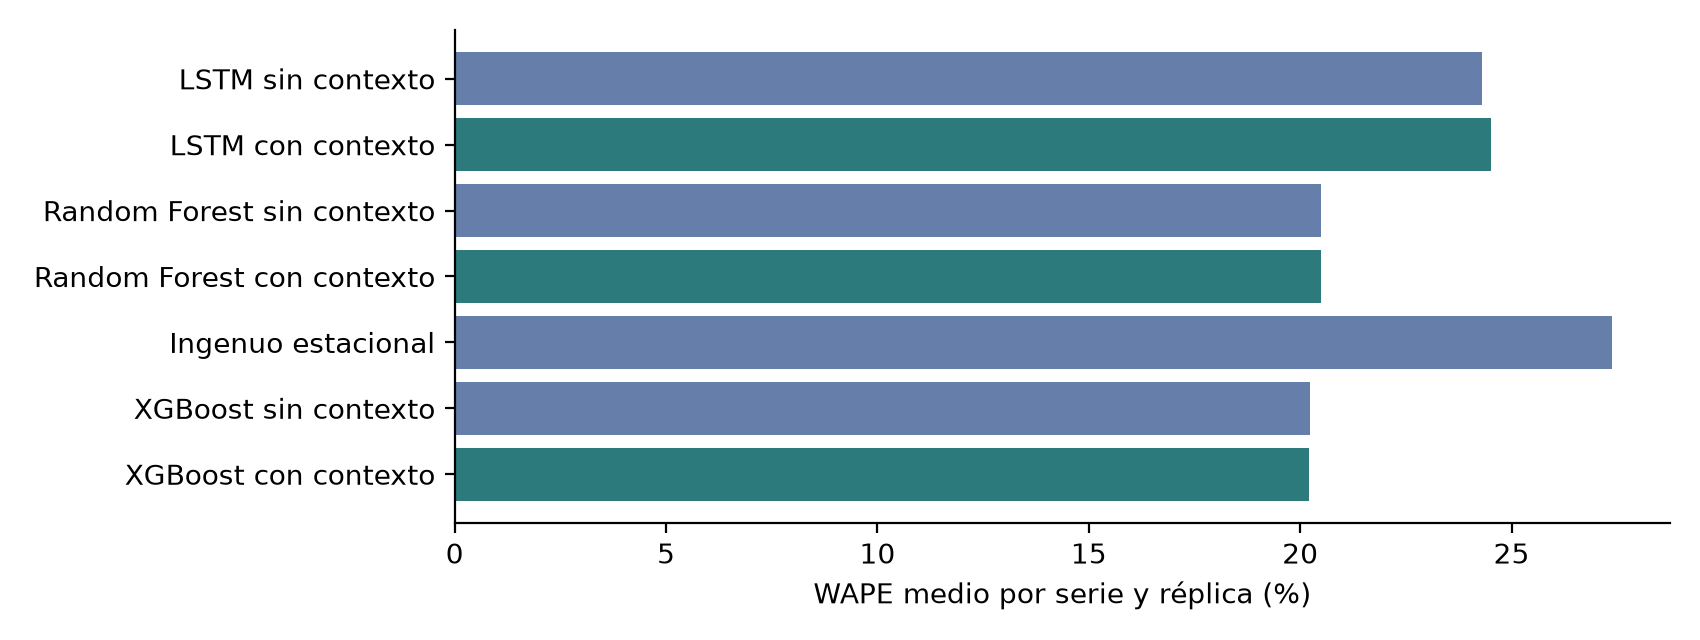 LSTM sin contexto
LSTM con contexto
Random Forest sin contexto
Random Forest con contexto
Ingenuo estacional
XGBoost sin contexto
XGBoost con contexto
0 5 10 15 20 25
WAPE medio por serie y réplica (%)